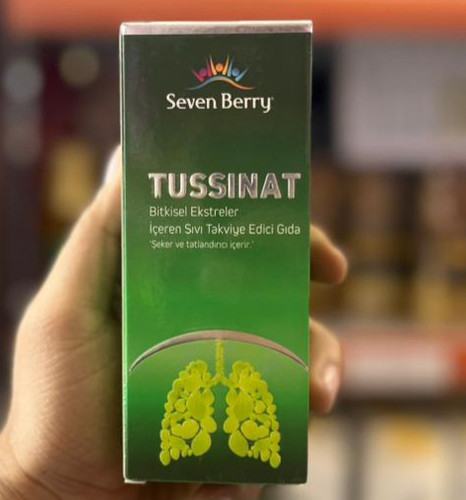 Seven Berry
TUSSINAT
Bitkisel Ekstreler
İçeren Sıvı Takviye Edici Gıda
'Şeker ve tatlandırıcı içerir.'